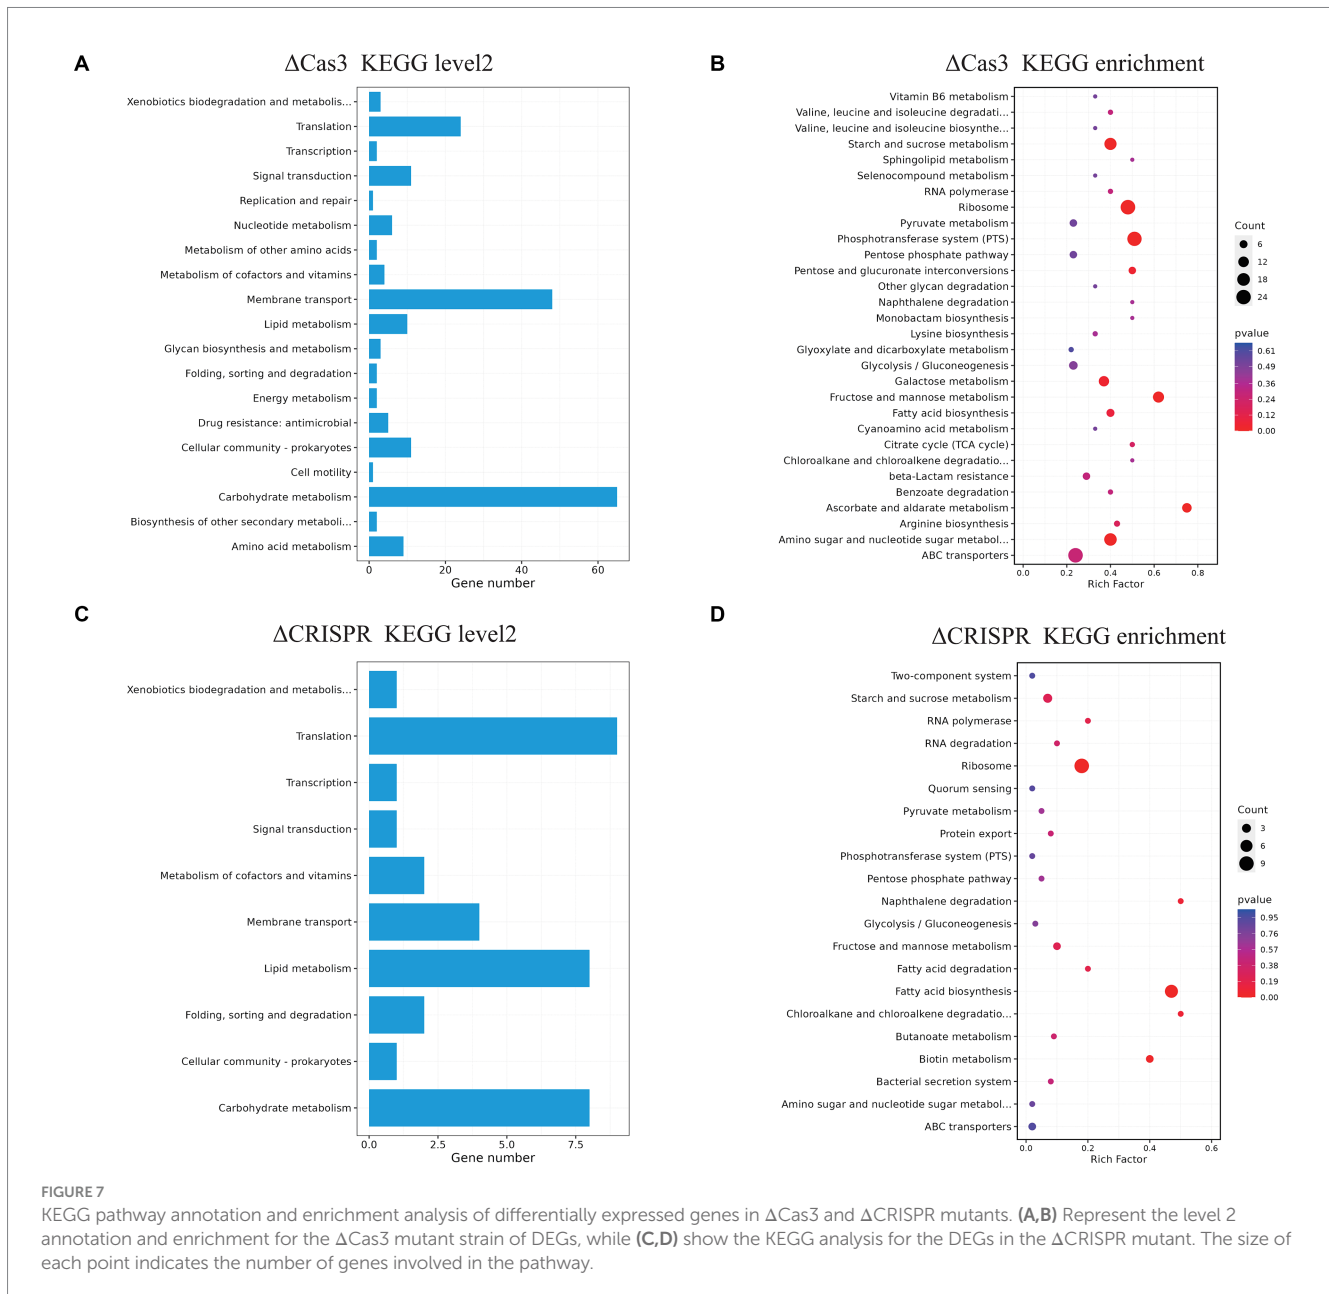 A
ΔCas3 KEGG level2
Xenobiotics biodegradation and metabolis...
Translation
Transcription
Signal transduction
Replication and repair
Nucleotide metabolism
Metabolism of other amino acids
Metabolism of cofactors and vitamins
Membrane transport
Lipid metabolism
Glycan biosynthesis and metabolism
Folding, sorting and degradation
Energy metabolism
Drug resistance: antimicrobial
Cellular community - prokaryotes
Cell motility
Carbohydrate metabolism
Biosynthesis of other secondary metaboli...
Amino acid metabolism
0 20 40 60
Gene number
B
ΔCas3 KEGG enrichment
Vitamin B6 metabolism
Valine, leucine and isoleucine degradati...
Valine, leucine and isoleucine biosynthe...
Starch and sucrose metabolism
Sphingolipid metabolism
Selenocompound metabolism
RNA polymerase
Ribosome
Pyruvate metabolism
Phosphotransferase system (PTS)
Pentose phosphate pathway
Pentose and glucuronate interconversions
Other glycan degradation
Naphthalene degradation
Monobactam biosynthesis
Lysine biosynthesis
Glyoxylate and dicarboxylate metabolism
Glycolysis / Gluconeogenesis
Galactose metabolism
Fructose and mannose metabolism
Fatty acid biosynthesis
Cyanoamino acid metabolism
Citrate cycle (TCA cycle)
Chloroalkane and chloroalkene degradatio...
beta-Lactam resistance
Benzoate degradation
Ascorbate and aldarate metabolism
Arginine biosynthesis
Amino sugar and nucleotide sugar metabol...
ABC transporters
0.0 0.2 0.4 0.6 0.8
Rich Factor
Count
6
12
18
24
pvalue
0.61
0.49
0.36
0.24
0.12
0.00
C
ΔCRISPR KEGG level2
Xenobiotics biodegradation and metabolis...
Translation
Transcription
Signal transduction
Metabolism of cofactors and vitamins
Membrane transport
Lipid metabolism
Folding, sorting and degradation
Cellular community - prokaryotes
Carbohydrate metabolism
0.0 2.5 5.0 7.5
Gene number
D
ΔCRISPR KEGG enrichment
Two-component system
Starch and sucrose metabolism
RNA polymerase
RNA degradation
Ribosome
Quorum sensing
Pyruvate metabolism
Protein export
Phosphotransferase system (PTS)
Pentose phosphate pathway
Naphthalene degradation
Glycolysis / Gluconeogenesis
Fructose and mannose metabolism
Fatty acid degradation
Fatty acid biosynthesis
Chloroalkane and chloroalkene degradatio...
Butanoate metabolism
Biotin metabolism
Bacterial secretion system
Amino sugar and nucleotide sugar metabol...
ABC transporters
0.0 0.2 0.4 0.6
Rich Factor
Count
3
6
9
pvalue
0.95
0.76
0.57
0.38
0.19
0.00
FIGURE 7
KEGG pathway annotation and enrichment analysis of differentially expressed genes in ΔCas3 and ΔCRISPR mutants. (A,B) Represent the level 2
annotation and enrichment for the ΔCas3 mutant strain of DEGs, while (C,D) show the KEGG analysis for the DEGs in the ΔCRISPR mutant. The size of
each point indicates the number of genes involved in the pathway.